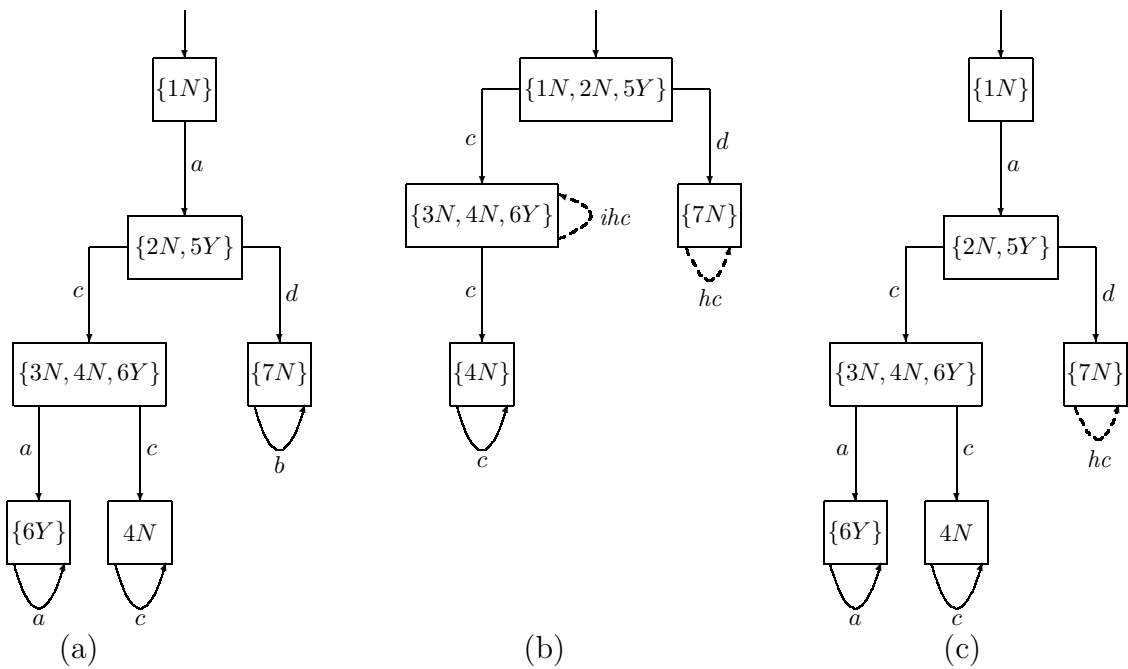 {1N}
a
{2N, 5Y}
c
d
{3N, 4N, 6Y}
{7N}
a
c
b
{6Y}
4N
a
c
(a)
{1N, 2N, 5Y}
c
d
{3N, 4N, 6Y}
ihc
{7N}
hc
c
{4N}
c
(b)
{1N}
a
{2N, 5Y}
c
d
{3N, 4N, 6Y}
{7N}
a
c
hc
{6Y}
4N
a
c
(c)